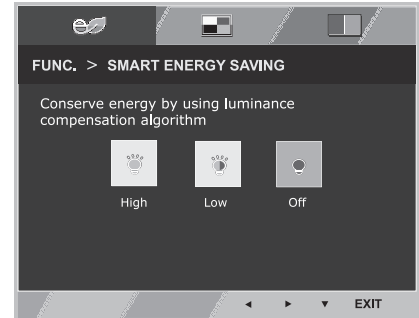 FUNC. > SMART ENERGY SAVING
Conserve energy by using luminance
compensation algorithm
High Low Off
EXIT